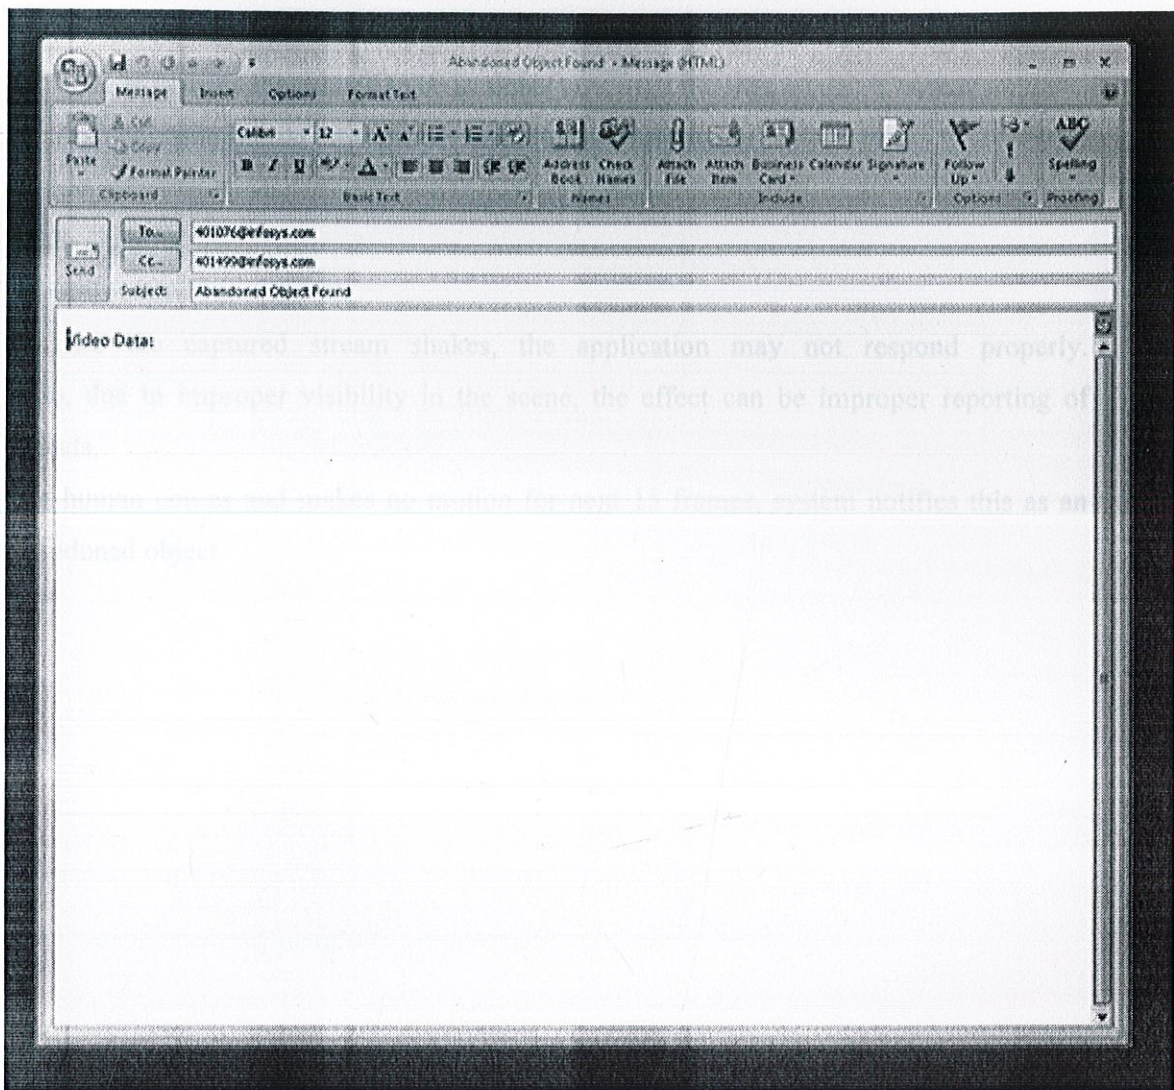 Abandoned Object Found - Message (HTML)
Message Insert Options Format Text
Cut
Copy
Paste
Format Painter
Clipboard
Calibri 12
B I U
Basic Text
Address Book
Check Names
Names
Attach File
Attach Item
Business Card
Calendar
Signature
Include
Follow Up
Options
ABC
Spelling
Proofing
Send
To... 401076@infosys.com
Cc... 401499@infosys.com
Subject: Abandoned Object Found
Video Data:
captured stream shakes, the application may not respond properly.
due to improper visibility in the scene, the effect can be improper reporting of
human comes and makes no motion for next 15 frames, system notifies this as an
object